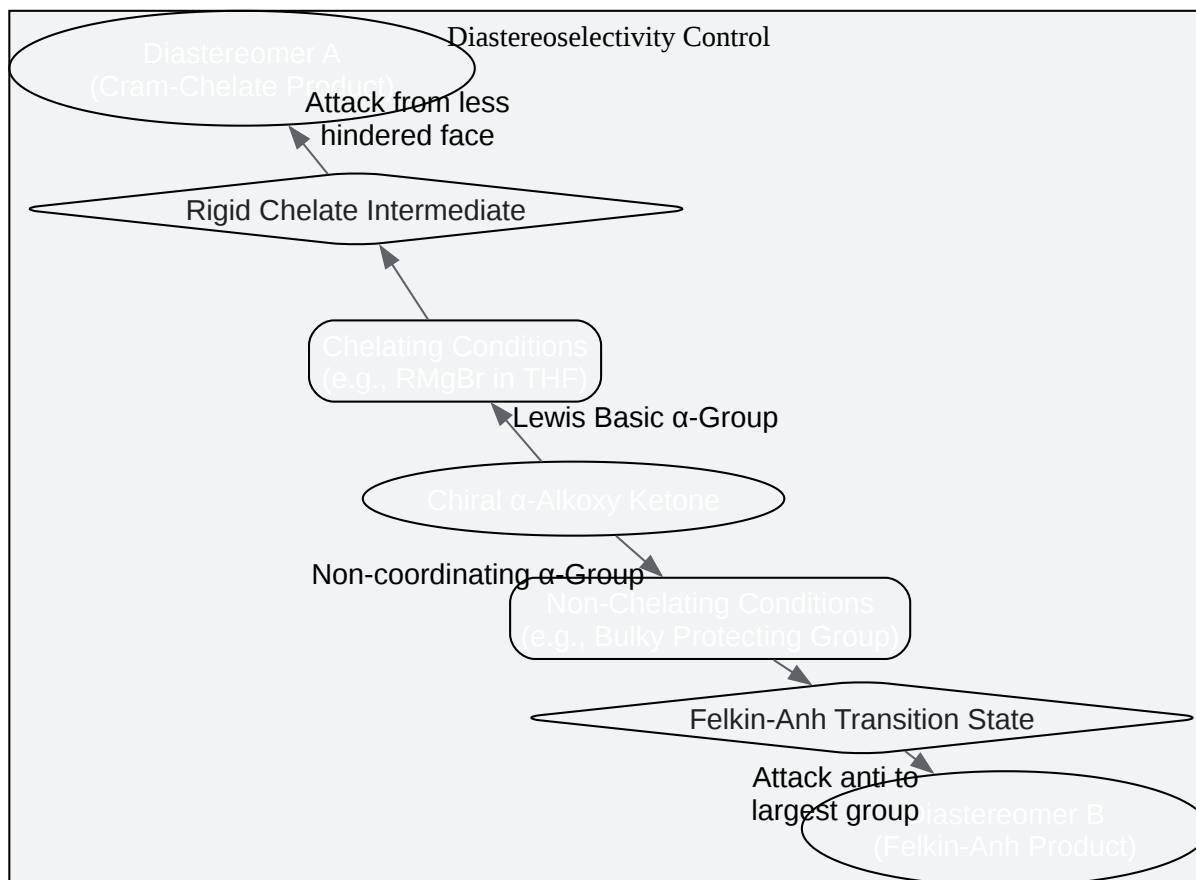 Diastereoselectivity Control
Diastereomer A
(Cram-Chelate Product)
Attack from less
hindered face
Rigid Chelate Intermediate
Chelating Conditions
(e.g., RMgBr in THF)
Lewis Basic α-Group
Chiral α-Alkoxy Ketone
Non-coordinating α-Group
Non-Chelating Conditions
(e.g., Bulky Protecting Group)
Felkin-Anh Transition State
Attack anti to
largest group
Diastereomer B
(Felkin-Anh Product)